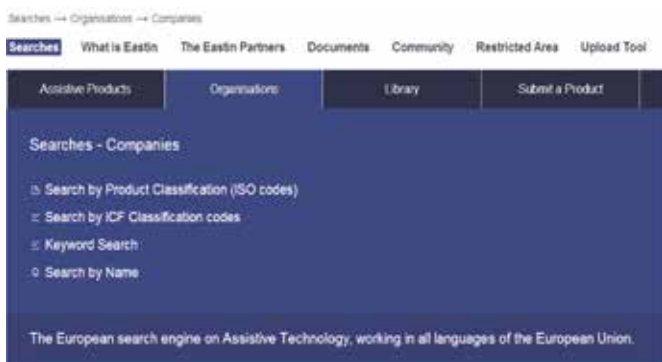 Searches → Organisations → Companies
Searches What is Eastin The Eastin Partners Documents Community Restricted Area Upload Tool
Assistive Products Organisations Library Submit a Product
Searches - Companies
Search by Product Classification (ISO codes)
Search by ICF Classification codes
Keyword Search
Search by Name
The European search engine on Assistive Technology, working in all languages of the European Union.